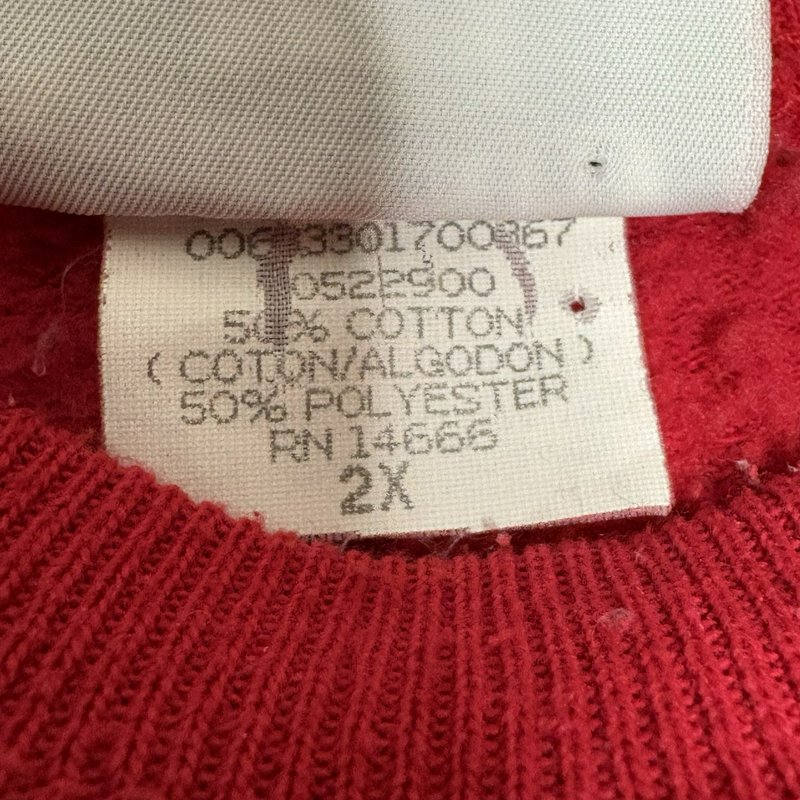 0522900
50% COTTON
(COTON/ALGODON)
50% POLYESTER
RN 14666
2X